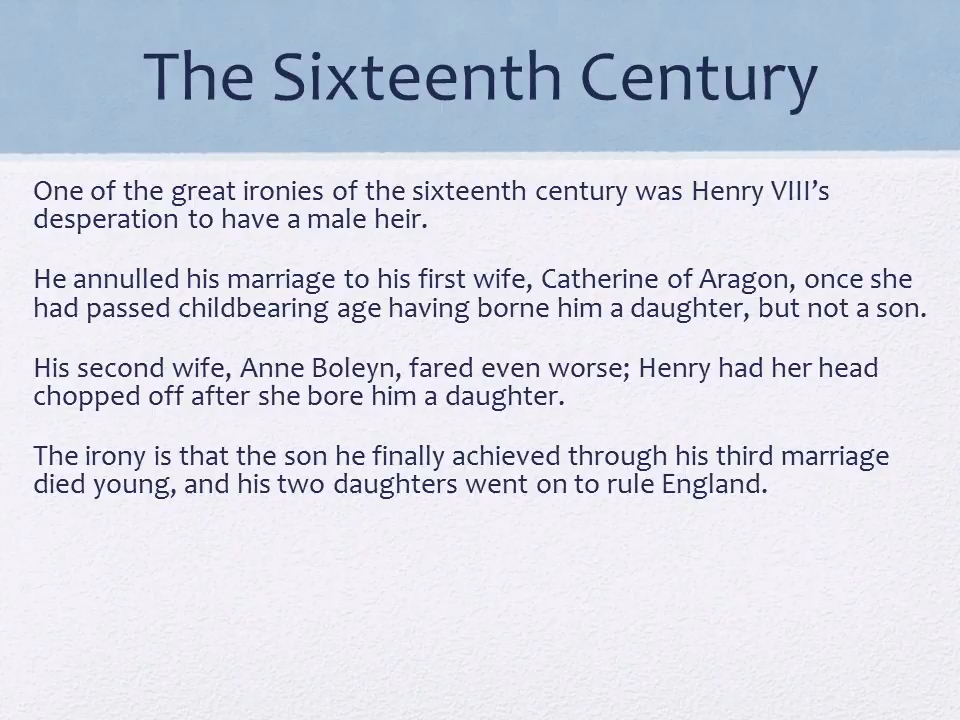 The Sixteenth Century
One of the great ironies of the sixteenth century was Henry VIII’s
desperation to have a male heir.
He annulled his marriage to his first wife, Catherine of Aragon, once she
had passed childbearing age having borne him a daughter, but not a son.
His second wife, Anne Boleyn, fared even worse; Henry had her head
chopped off after she bore him a daughter.
The irony is that the son he finally achieved through his third marriage
died young, and his two daughters went on to rule England.